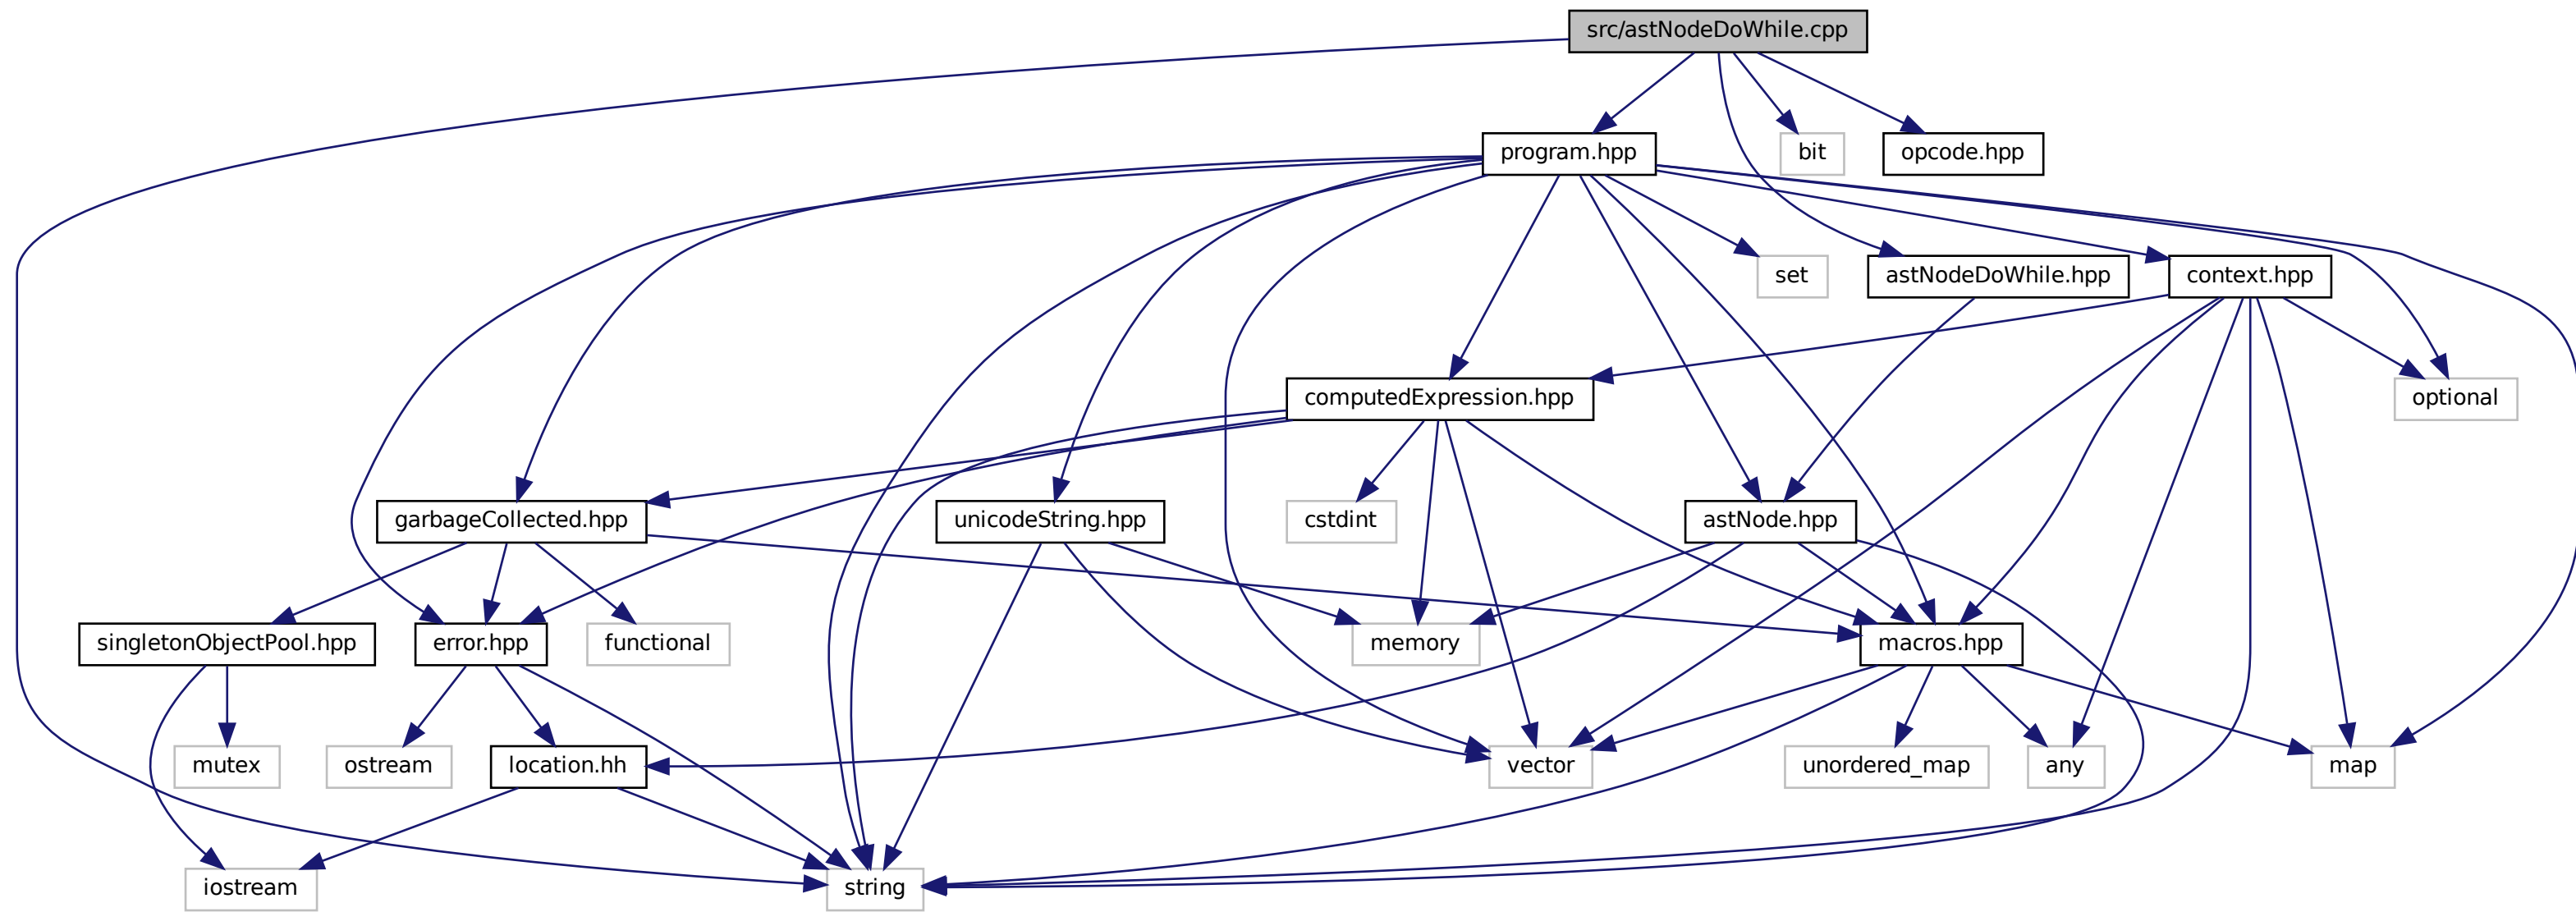 src/astNodeDoWhile.cpp
program.hpp
bit
opcode.hpp
set
astNodeDoWhile.hpp
context.hpp
computedExpression.hpp
optional
garbageCollected.hpp
unicodeString.hpp
cstdint
astNode.hpp
singletonObjectPool.hpp
error.hpp
functional
memory
macros.hpp
mutex
ostream
location.hh
vector
unordered_map
any
map
iostream
string